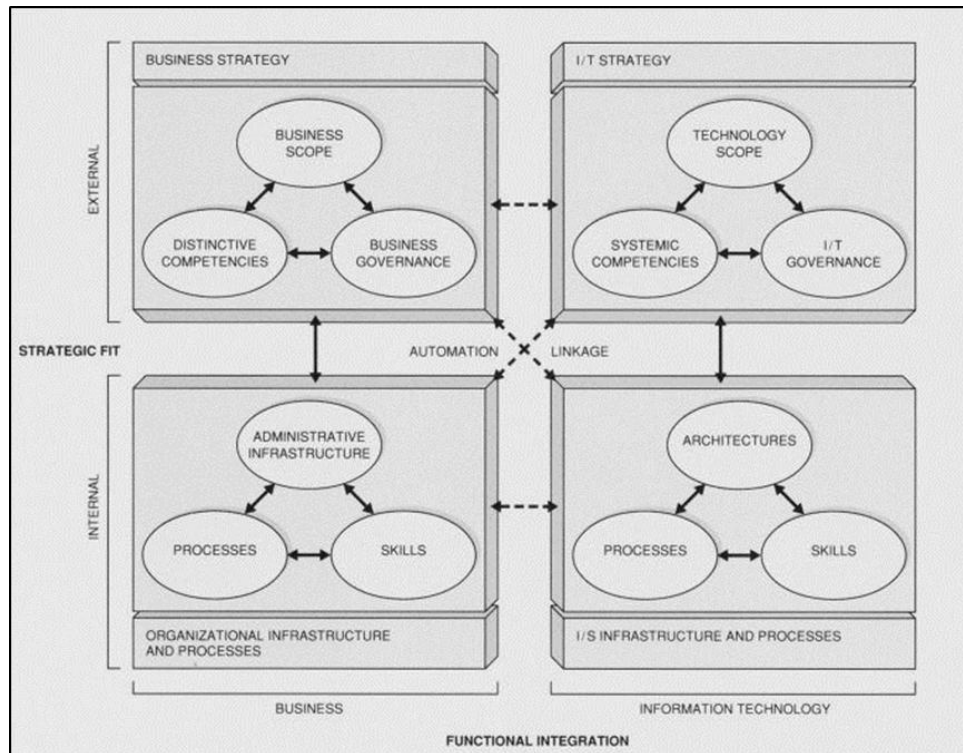 BUSINESS STRATEGY
I/T STRATEGY
EXTERNAL
BUSINESS
SCOPE
DISTINCTIVE
COMPETENCIES
BUSINESS
GOVERNANCE
TECHNOLOGY
SCOPE
SYSTEMIC
COMPETENCIES
I/T
GOVERNANCE
STRATEGIC FIT
AUTOMATION
LINKAGE
INTERNAL
ADMINISTRATIVE
INFRASTRUCTURE
PROCESSES
SKILLS
ARCHITECTURES
PROCESSES
SKILLS
ORGANIZATIONAL INFRASTRUCTURE
AND PROCESSES
I/S INFRASTRUCTURE AND PROCESSES
BUSINESS
INFORMATION TECHNOLOGY
FUNCTIONAL INTEGRATION